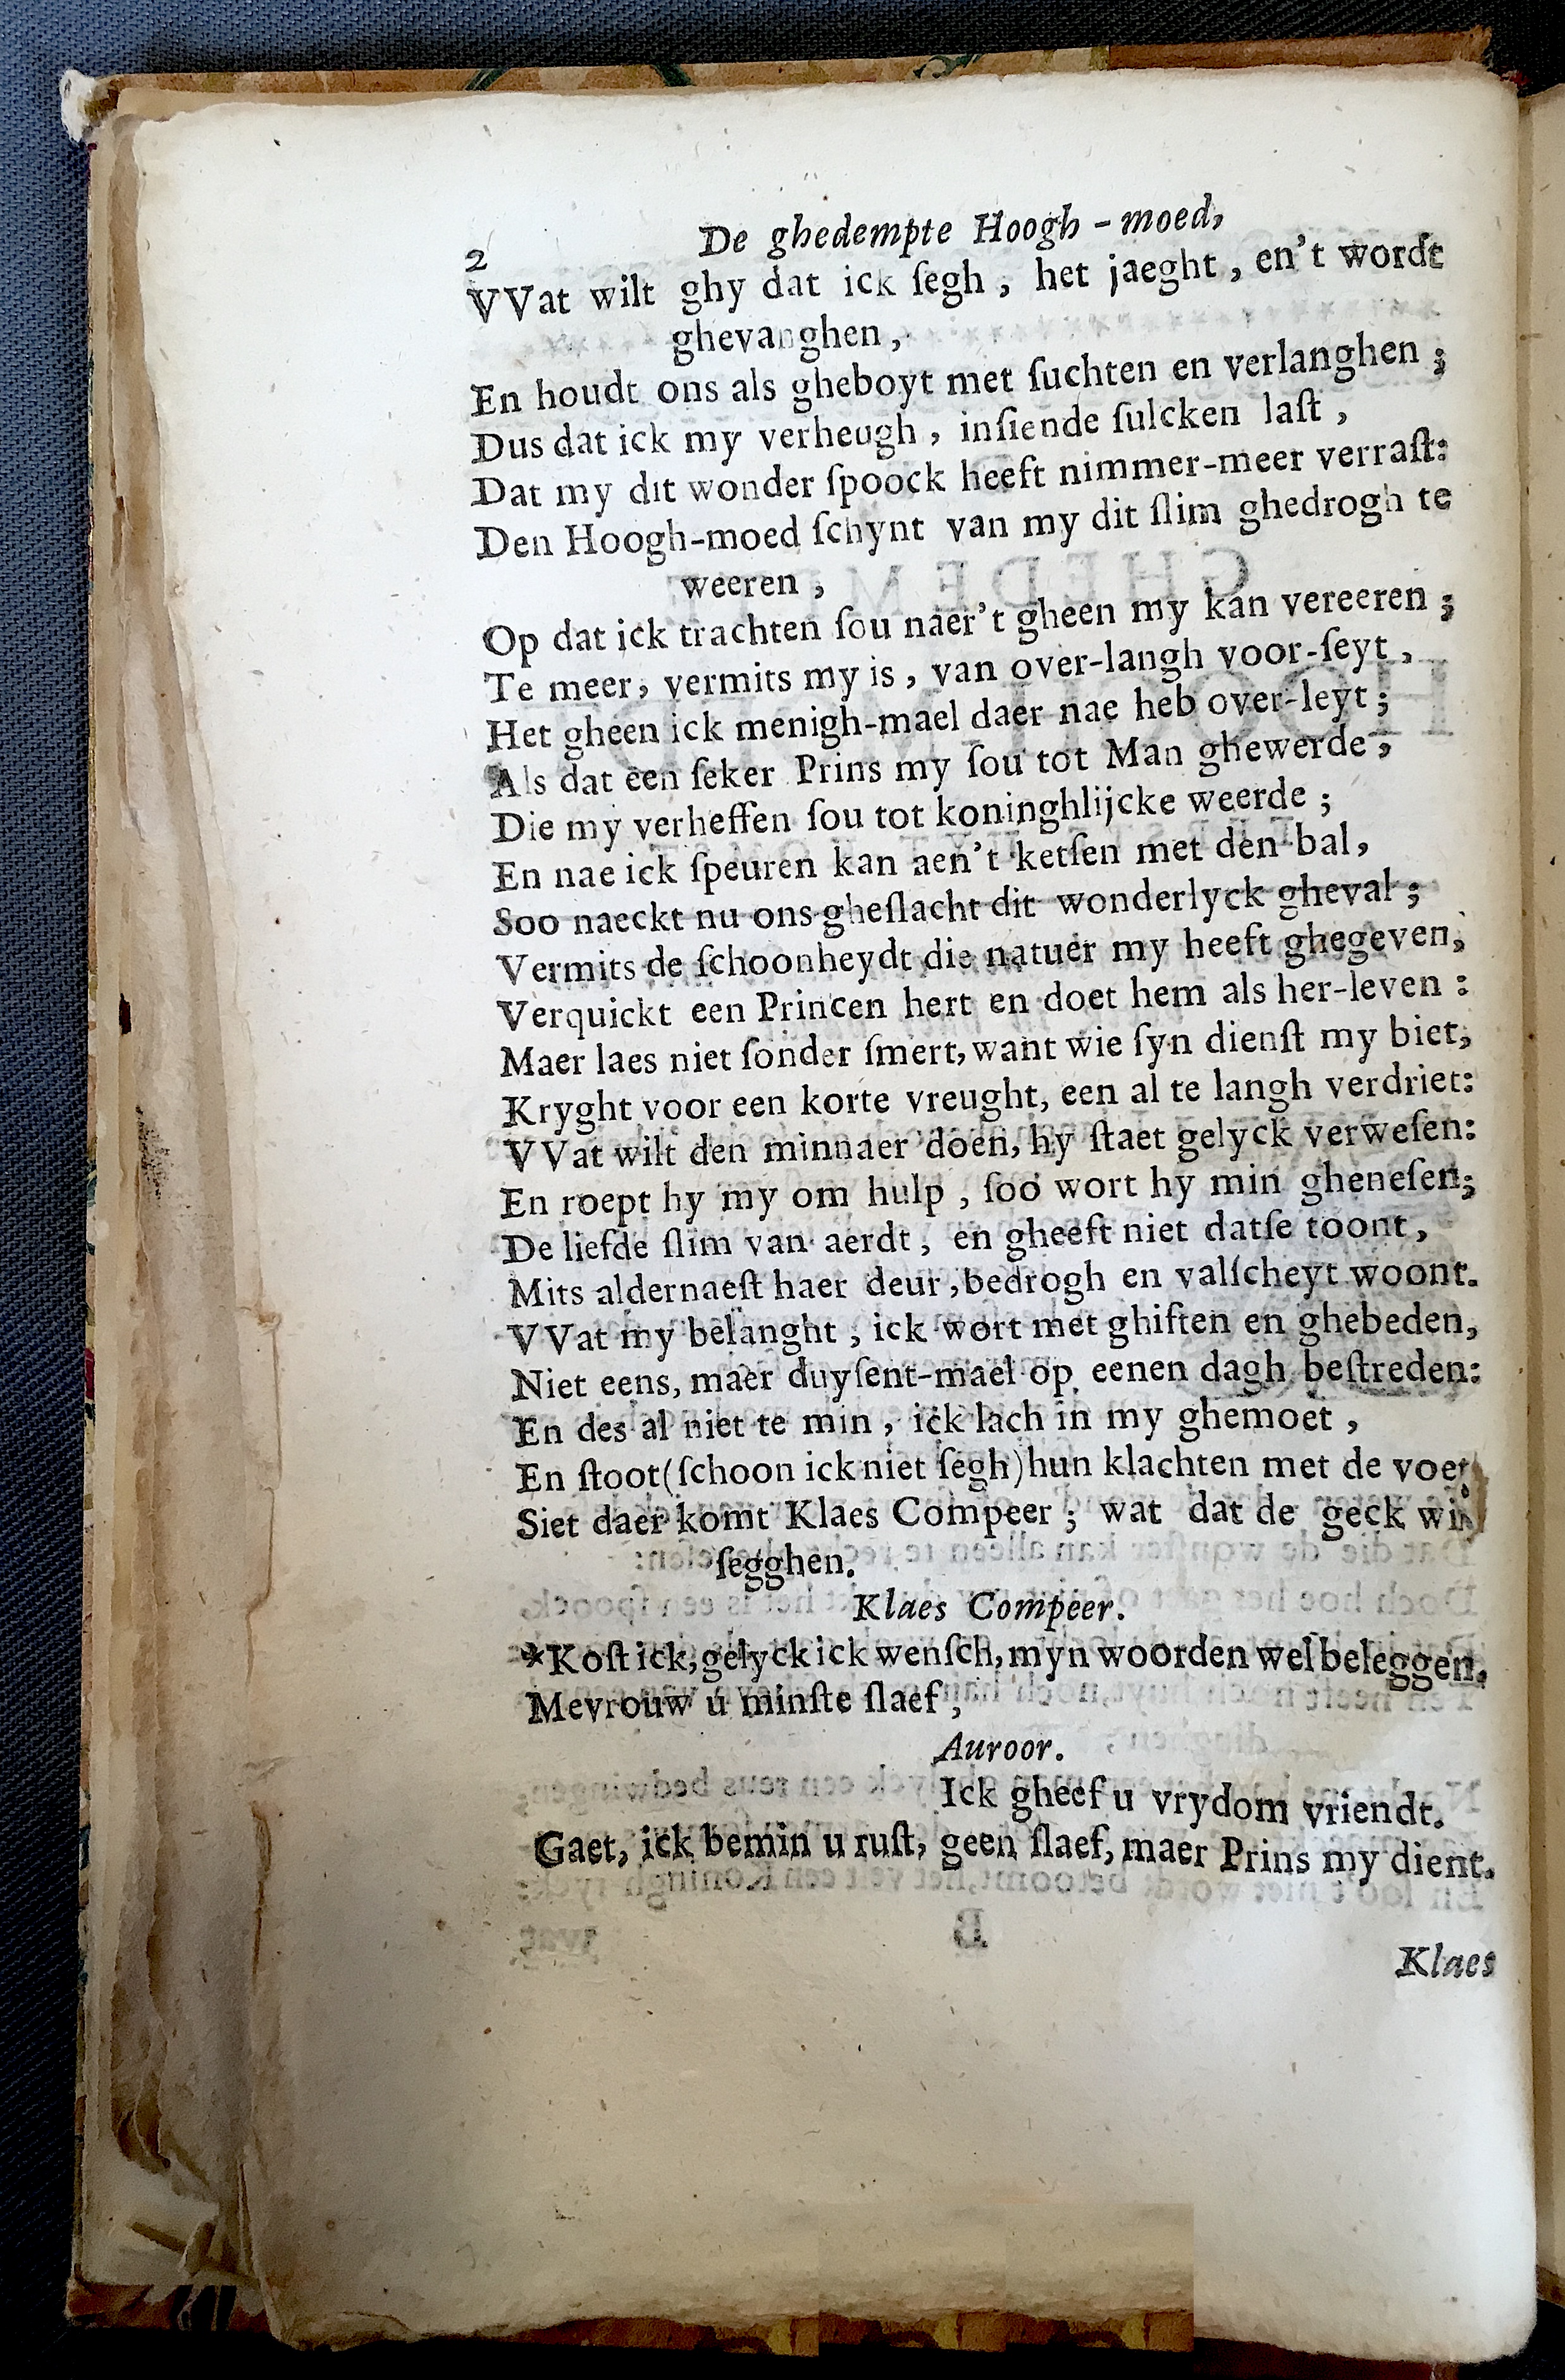 2 De ghedempte Hoogh-moed,
VVat wilt ghy dat ick ſegh, het jaeght, en't wordt
ghevanghen,
En houdt ons als gheboyt met ſuchten en verlanghen;
Dus dat ick my verheugh, inſiende ſulcken laſt,
Dat my dit wonder ſpoock heeft nimmer-meer verraſt:
Den Hoogh-moed ſchynt van my dit ſlim ghedrogh te
weeren,
Op dat ick trachten ſou naer't gheen my kan vereeren;
Te meer, vermits my is, van over-langh voor-ſeyt,
Het gheen ick menigh-mael daer nae heb over-leyt;
Als dat een ſeker Prins my ſou tot Man ghewerde,
Die my verheffen ſou tot koninghlijcke weerde;
En nae ick ſpeuren kan aen't ketſen met den bal,
Soo naeckt nu ons gheſlacht dit wonderlyck gheval;
Vermits de ſchoonheydt die natuer my heeft ghegeven,
Verquickt een Princen hert en doet hem als her-leven:
Maer laes niet ſonder ſmert, want wie ſyn dienſt my biet,
Kryght voor een korte vreught, een al te langh verdriet:
VVat wilt den minnaer doen, hy ſtaet gelyck verweſen:
En roept hy my om hulp, ſoo wort hy min gheneſen;
De liefde ſlim van aerdt, en gheeft niet datſe toont,
Mits aldernaeſt haer deur, bedrogh en valſcheyt woont.
VVat my belanght, ick wort met ghiften en ghebeden,
Niet eens, maer duyſent-mael op eenen dagh beſtreden:
En des al niet te min, ick lach in my ghemoet,
En ſtoot (ſchoon ick niet ſegh) hun klachten met de voet
Siet daer komt Klaes Compeer; wat dat de geck wil
ſegghen.
Klaes Compeer.
*Koſt ick, gelyck ick wenſch, myn woorden wel beleggen,
Mevrouw u minſte ſlaef,
Auroor.
Ick gheef u vrydom vriendt.
Gaet, ick bemin u ruſt, geen ſlaef, maer Prins my dient.
Klaes